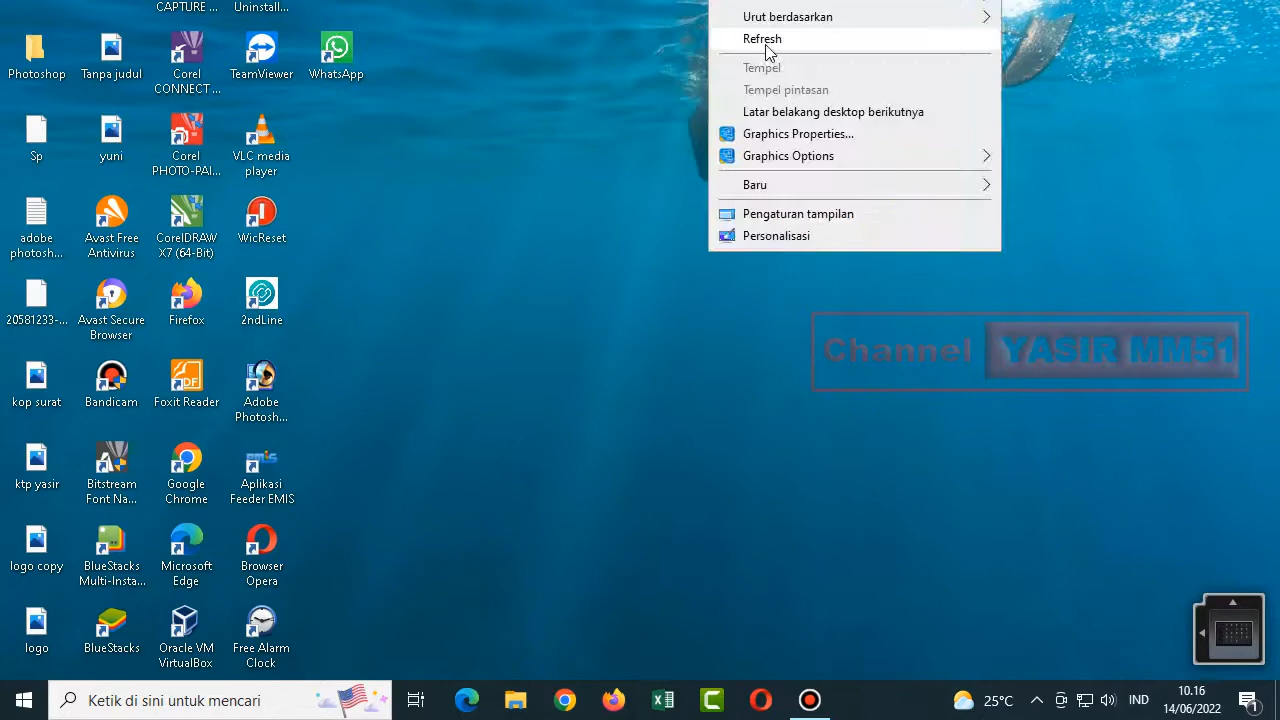 CAPTURE ...
Uninstall...
Photoshop
Tanpa judul
Corel
CONNECT ...
TeamViewer
WhatsApp
Sp
yuni
Corel
PHOTO-PAI...
VLC media
player
adobe
photosh...
Avast Free
Antivirus
CorelDRAW
X7 (64-Bit)
WicReset
20581233-...
Avast Secure
Browser
Firefox
2ndLine
kop surat
Bandicam
Foxit Reader
Adobe
Photosh...
ktp yasir
Bitstream
Font Na...
Google
Chrome
Aplikasi
Feeder EMIS
logo copy
BlueStacks
Multi-Insta...
Microsoft
Edge
Browser
Opera
logo
BlueStacks
Oracle VM
VirtualBox
Free Alarm
Clock
Urut berdasarkan
Refresh
Tempel
Tempel pintasan
Latar belakang desktop berikutnya
Graphics Properties...
Graphics Options
Baru
Pengaturan tampilan
Personalisasi
Channel YASIR MM51
Ketik di sini untuk mencari
25°C
IND
10.16
14/06/2022
1